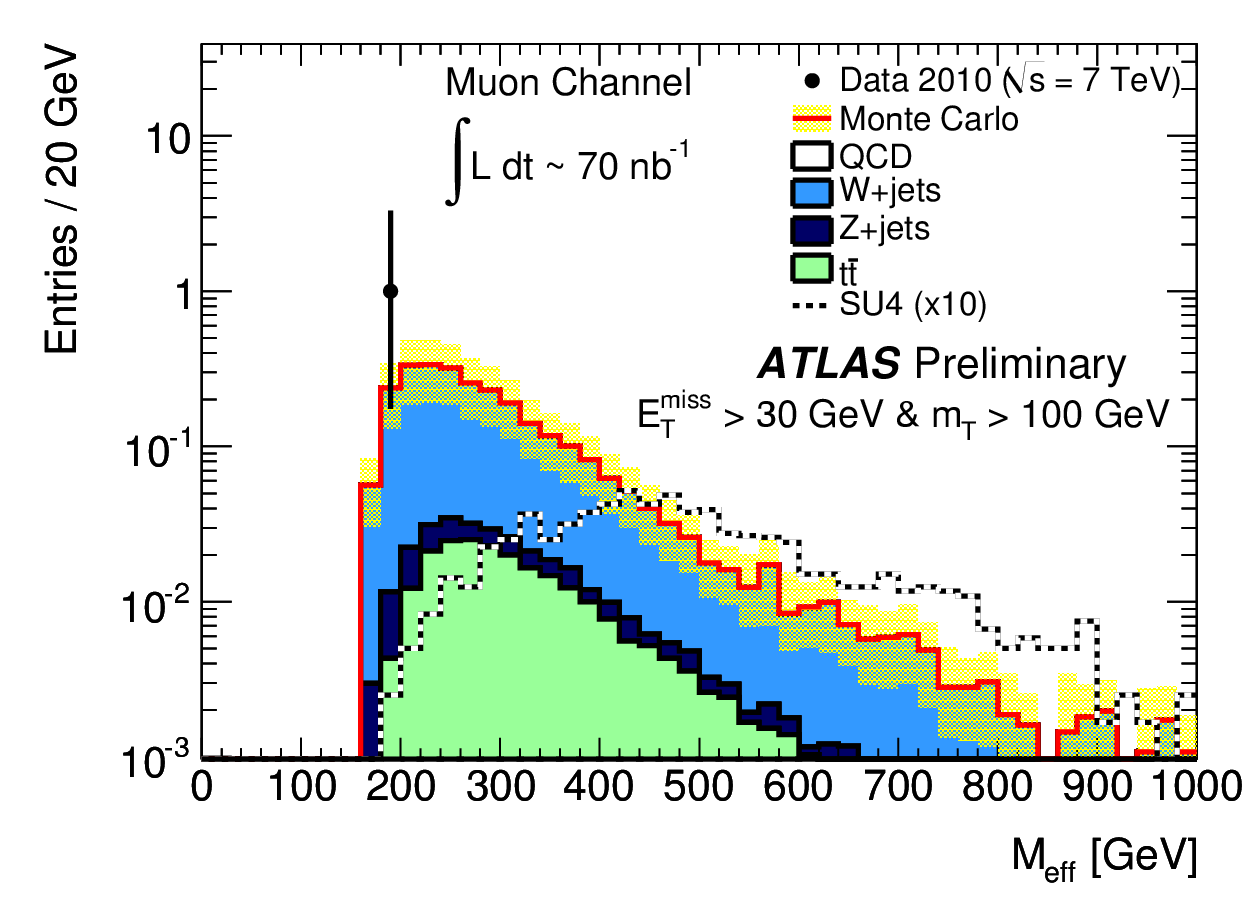 Entries / 20 GeV
10
1
10⁻¹
10⁻²
10⁻³
Muon Channel
∫L dt ~ 70 nb⁻¹
Data 2010 (√s = 7 TeV)
Monte Carlo
QCD
W+jets
Z+jets
tt̄
SU4 (x10)
ATLAS Preliminary
E_T^miss > 30 GeV & m_T > 100 GeV
0 100 200 300 400 500 600 700 800 900 1000
M_eff [GeV]